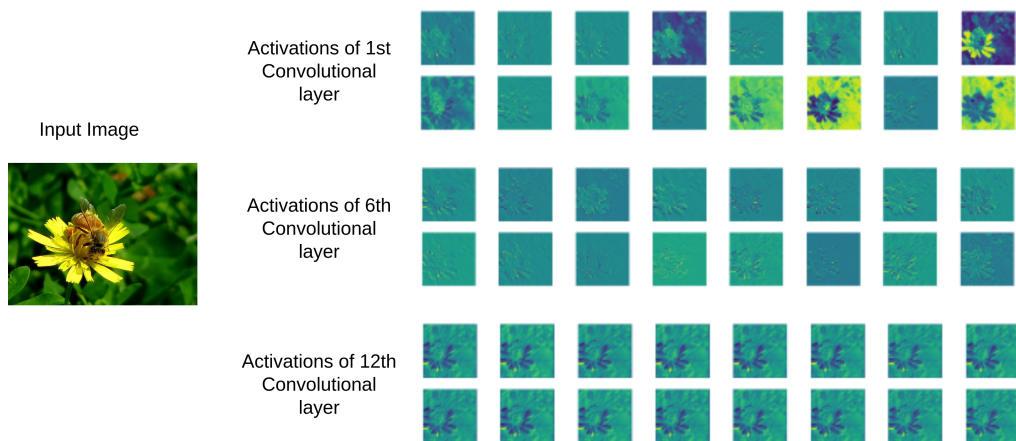 Activations of 1st
Convolutional
layer
Input Image
Activations of 6th
Convolutional
layer
Activations of 12th
Convolutional
layer